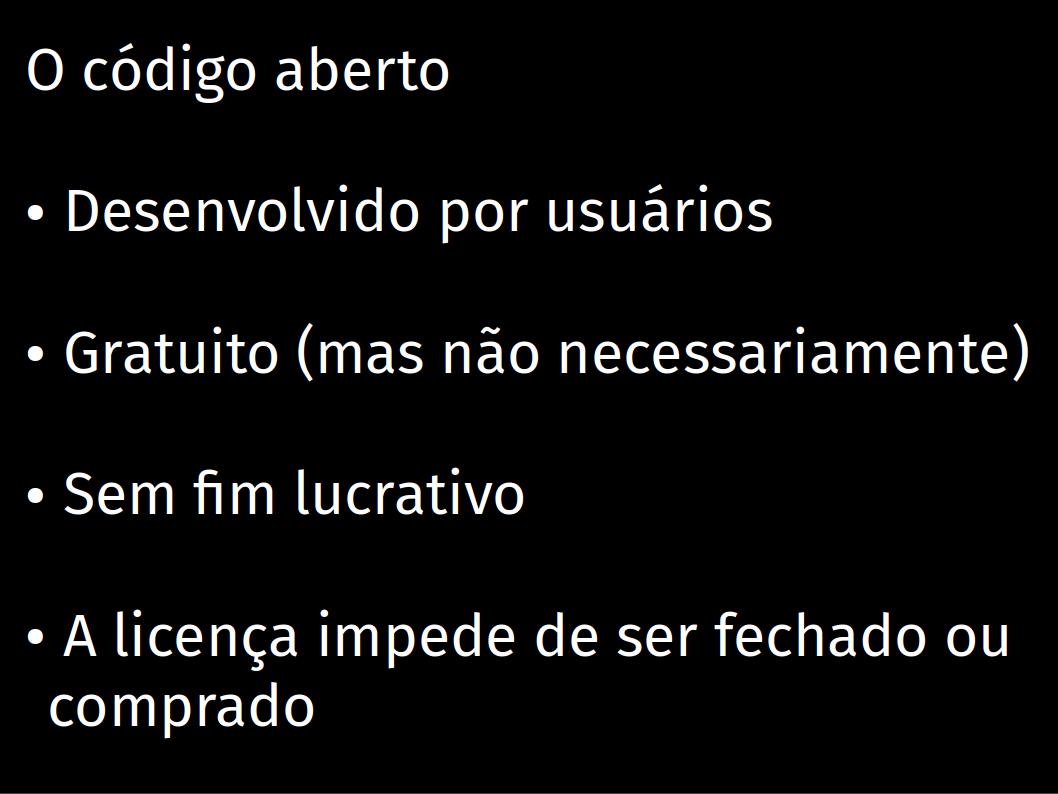 O código aberto
• Desenvolvido por usuários
• Gratuito (mas não necessariamente)
• Sem fim lucrativo
• A licença impede de ser fechado ou
comprado